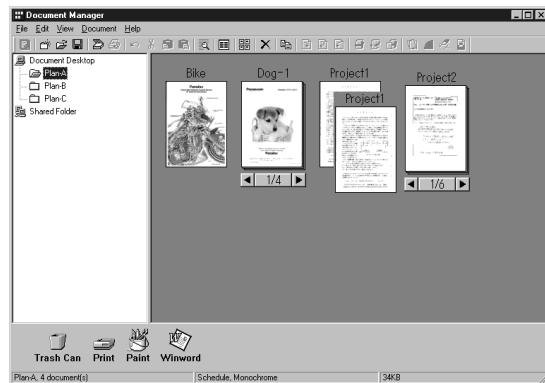 Document Manager
File Edit View Document Help
Document Desktop
Plan-A
Plan-B
Plan-C
Shared Folder
Bike
Dog-1
Project1
Project1
Project2
Panasonic
1/4
1/6
Trash Can Print Paint Winword
Plan-A, 4 document(s) Schedule, Monochrome 34KB